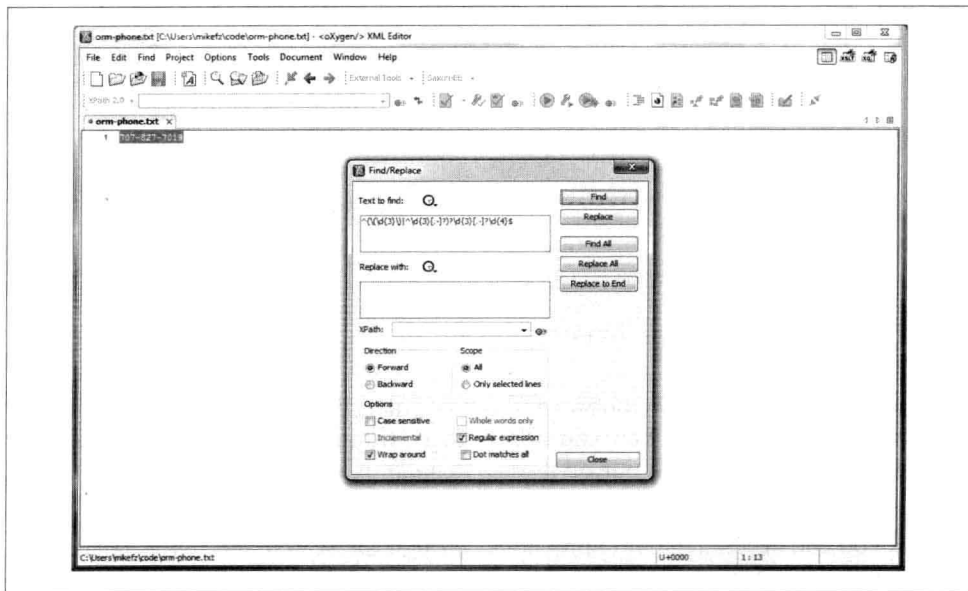 orm-phone.txt [C:\Users\mikefz\code\orm-phone.txt] - <oXygen/> XML Editor
File Edit Find Project Options Tools Document Window Help
External Tools
XPath 2.0
orm-phone.txt
1 707-827-7019
Find/Replace
Text to find:
Find
^(\(\d{3}\)|^\d{3}[.-]?)?\d{3}[.-]?\d{4}$
Replace
Find All
Replace with:
Replace All
Replace to End
XPath:
Direction Scope
Forward All
Backward Only selected lines
Options
Case sensitive Whole words only
Incremental Regular expression
Wrap around Dot matches all
Close
C:\Users\mikefz\code\orm-phone.txt U+0000 1 : 13